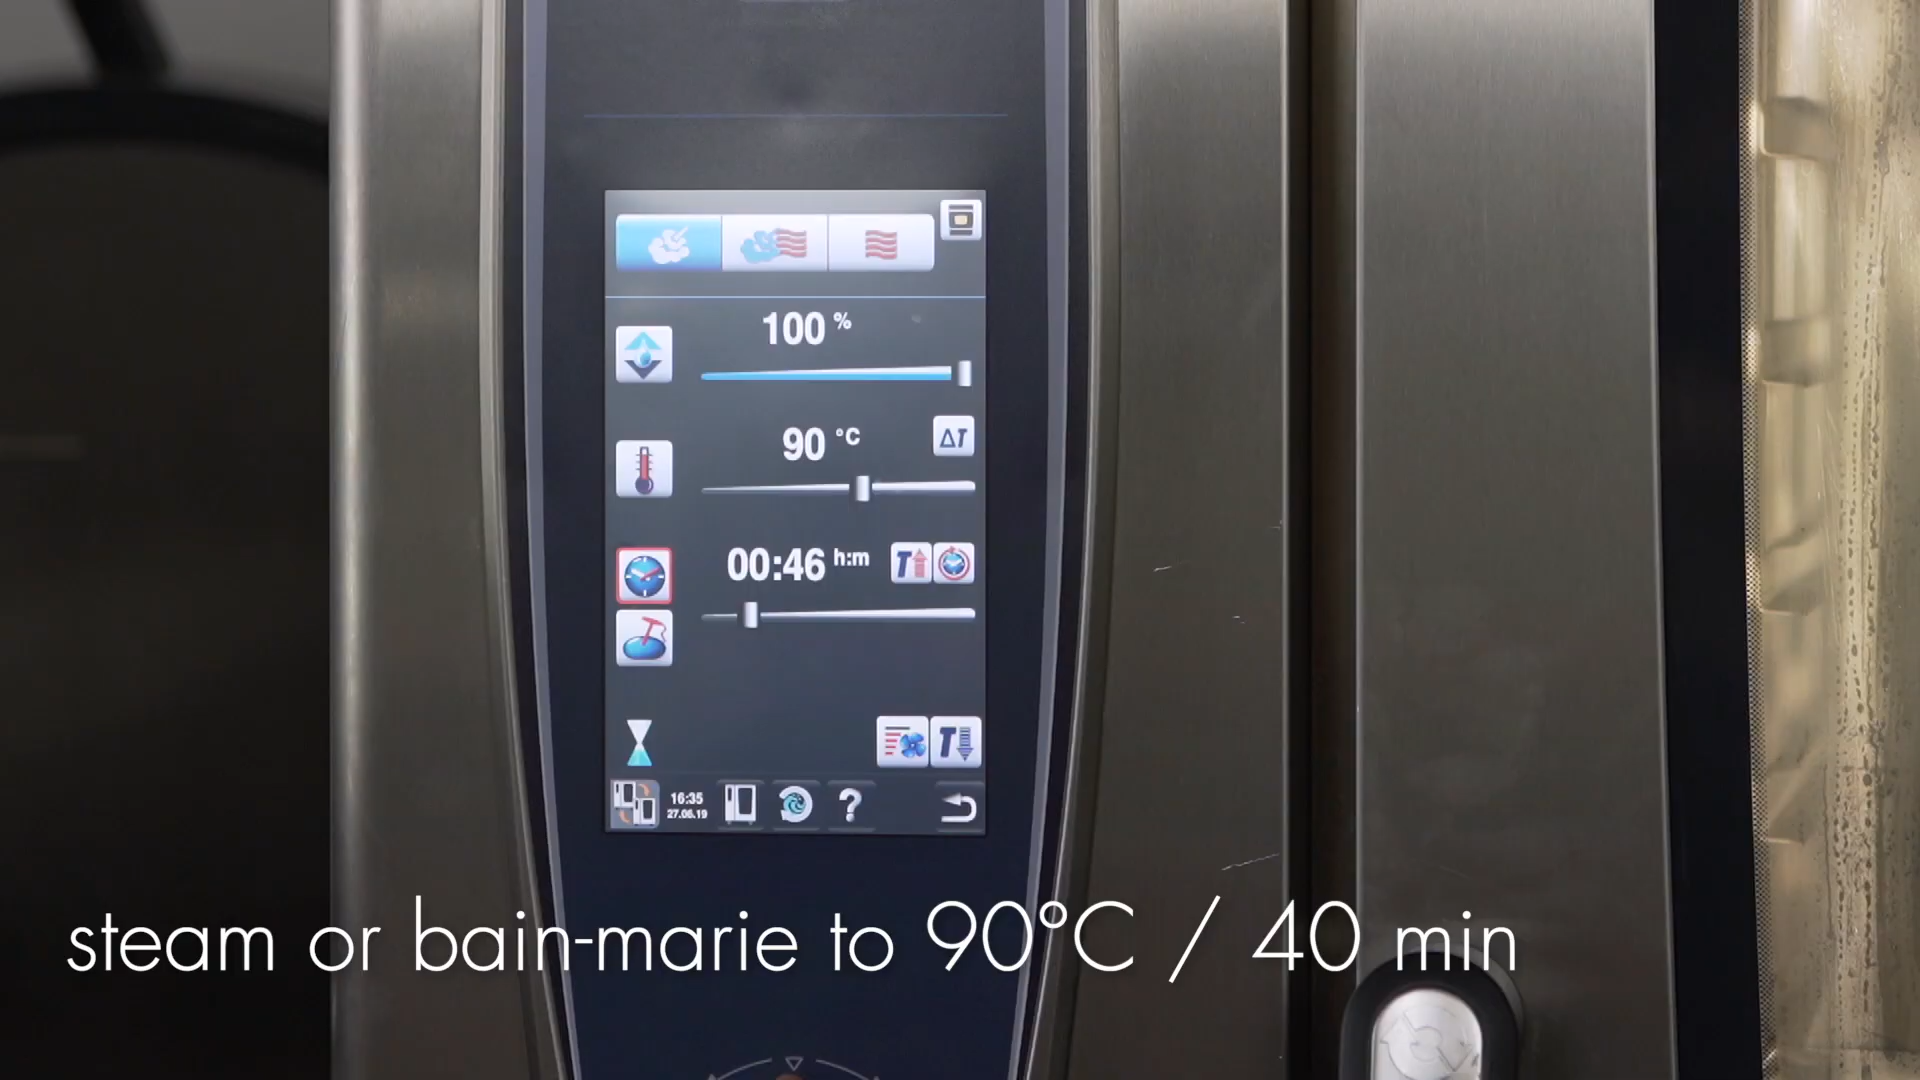 100 %
90 °C
ΔT
00:46 h:m
T
T
16:35
27.06.19
?
steam or bain-marie to 90°C / 40 min